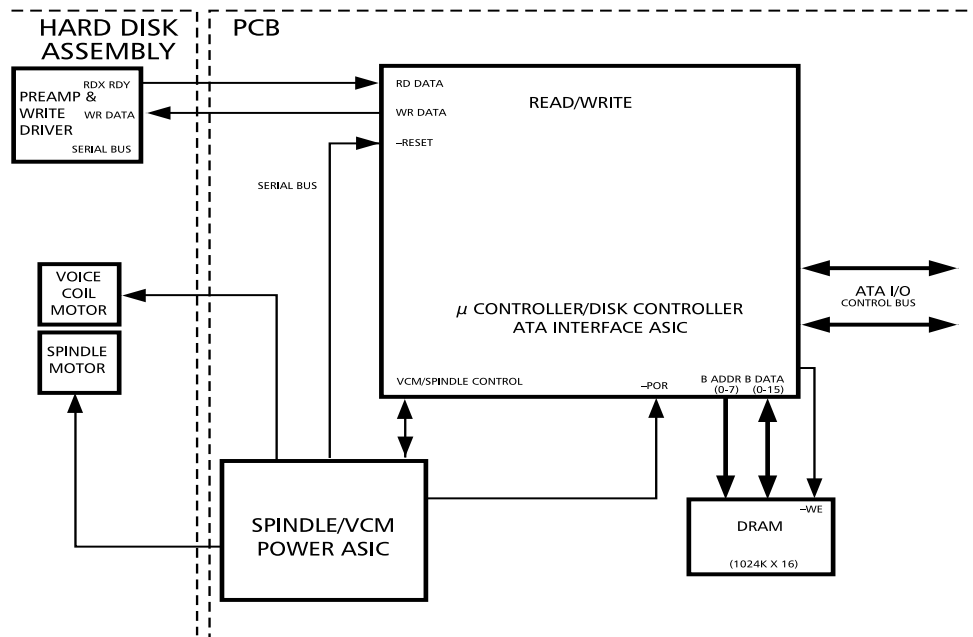 HARD DISK
ASSEMBLY
PCB
RDX RDY
PREAMP &
WRITE
WR DATA
DRIVER
SERIAL BUS
RD DATA
WR DATA
–RESET
READ/WRITE
SERIAL BUS
VOICE
COIL
MOTOR
SPINDLE
MOTOR
μ CONTROLLER/DISK CONTROLLER
ATA INTERFACE ASIC
ATA I/O
CONTROL BUS
VCM/SPINDLE CONTROL
–POR
B ADDR B DATA
(0-7) (0-15)
SPINDLE/VCM
POWER ASIC
–WE
DRAM
(1024K X 16)